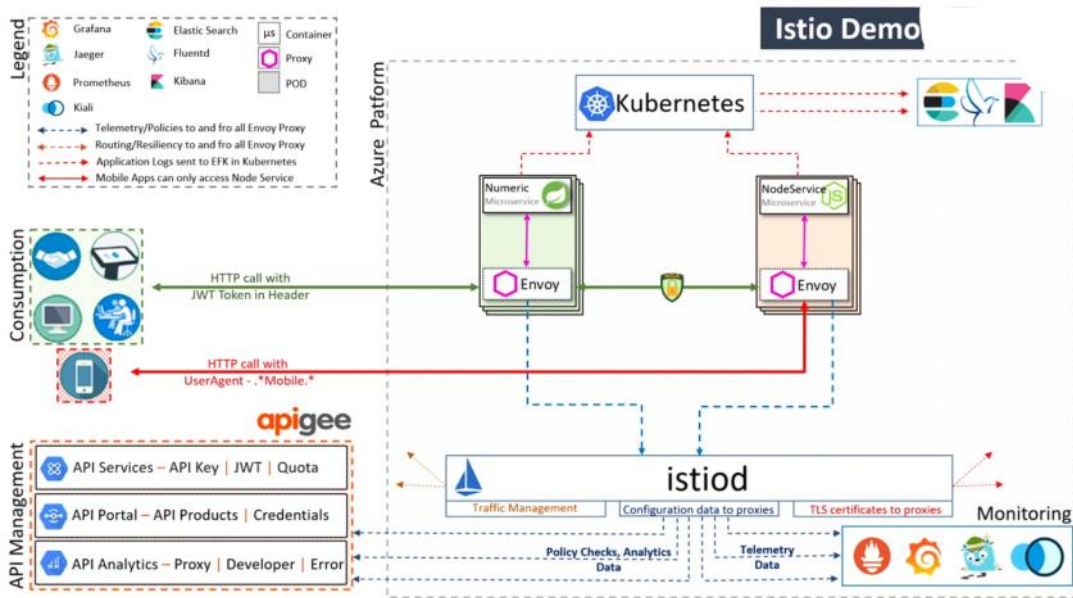 Istio Demo
Legend
Grafana
Elastic Search
μs
Container
Jaeger
Fluentd
Proxy
Prometheus
Kibana
POD
Kiali
Telemetry/Policies to and fro all Envoy Proxy
Routing/Resiliency to and fro all Envoy Proxy
Application Logs sent to EFK in Kubernetes
Mobile Apps can only access Node Service
Azure Patform
Kubernetes
Numeric
Microservice
NodeService
Microservice
JS
Envoy
Envoy
Consumption
HTTP call with
JWT Token in Header
HTTP call with
UserAgent - .*Mobile.*
apigee
API Management
API Services – API Key | JWT | Quota
API Portal – API Products | Credentials
API Analytics – Proxy | Developer | Error
istiod
Traffic Management
Configuration data to proxies
TLS certificates to proxies
Policy Checks, Analytics
Data
Telemetry
Data
Monitoring